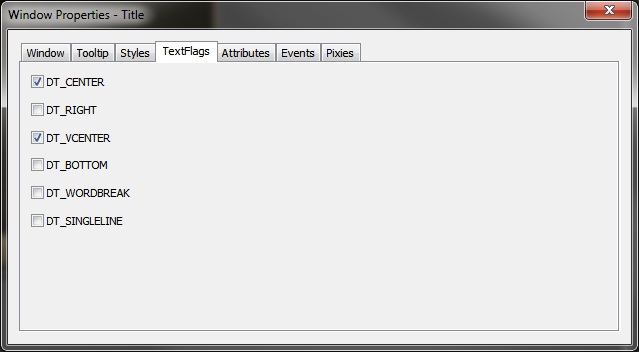 Window Properties - Title
Window Tooltip Styles TextFlags Attributes Events Pixies
DT_CENTER
DT_RIGHT
DT_VCENTER
DT_BOTTOM
DT_WORDBREAK
DT_SINGLELINE